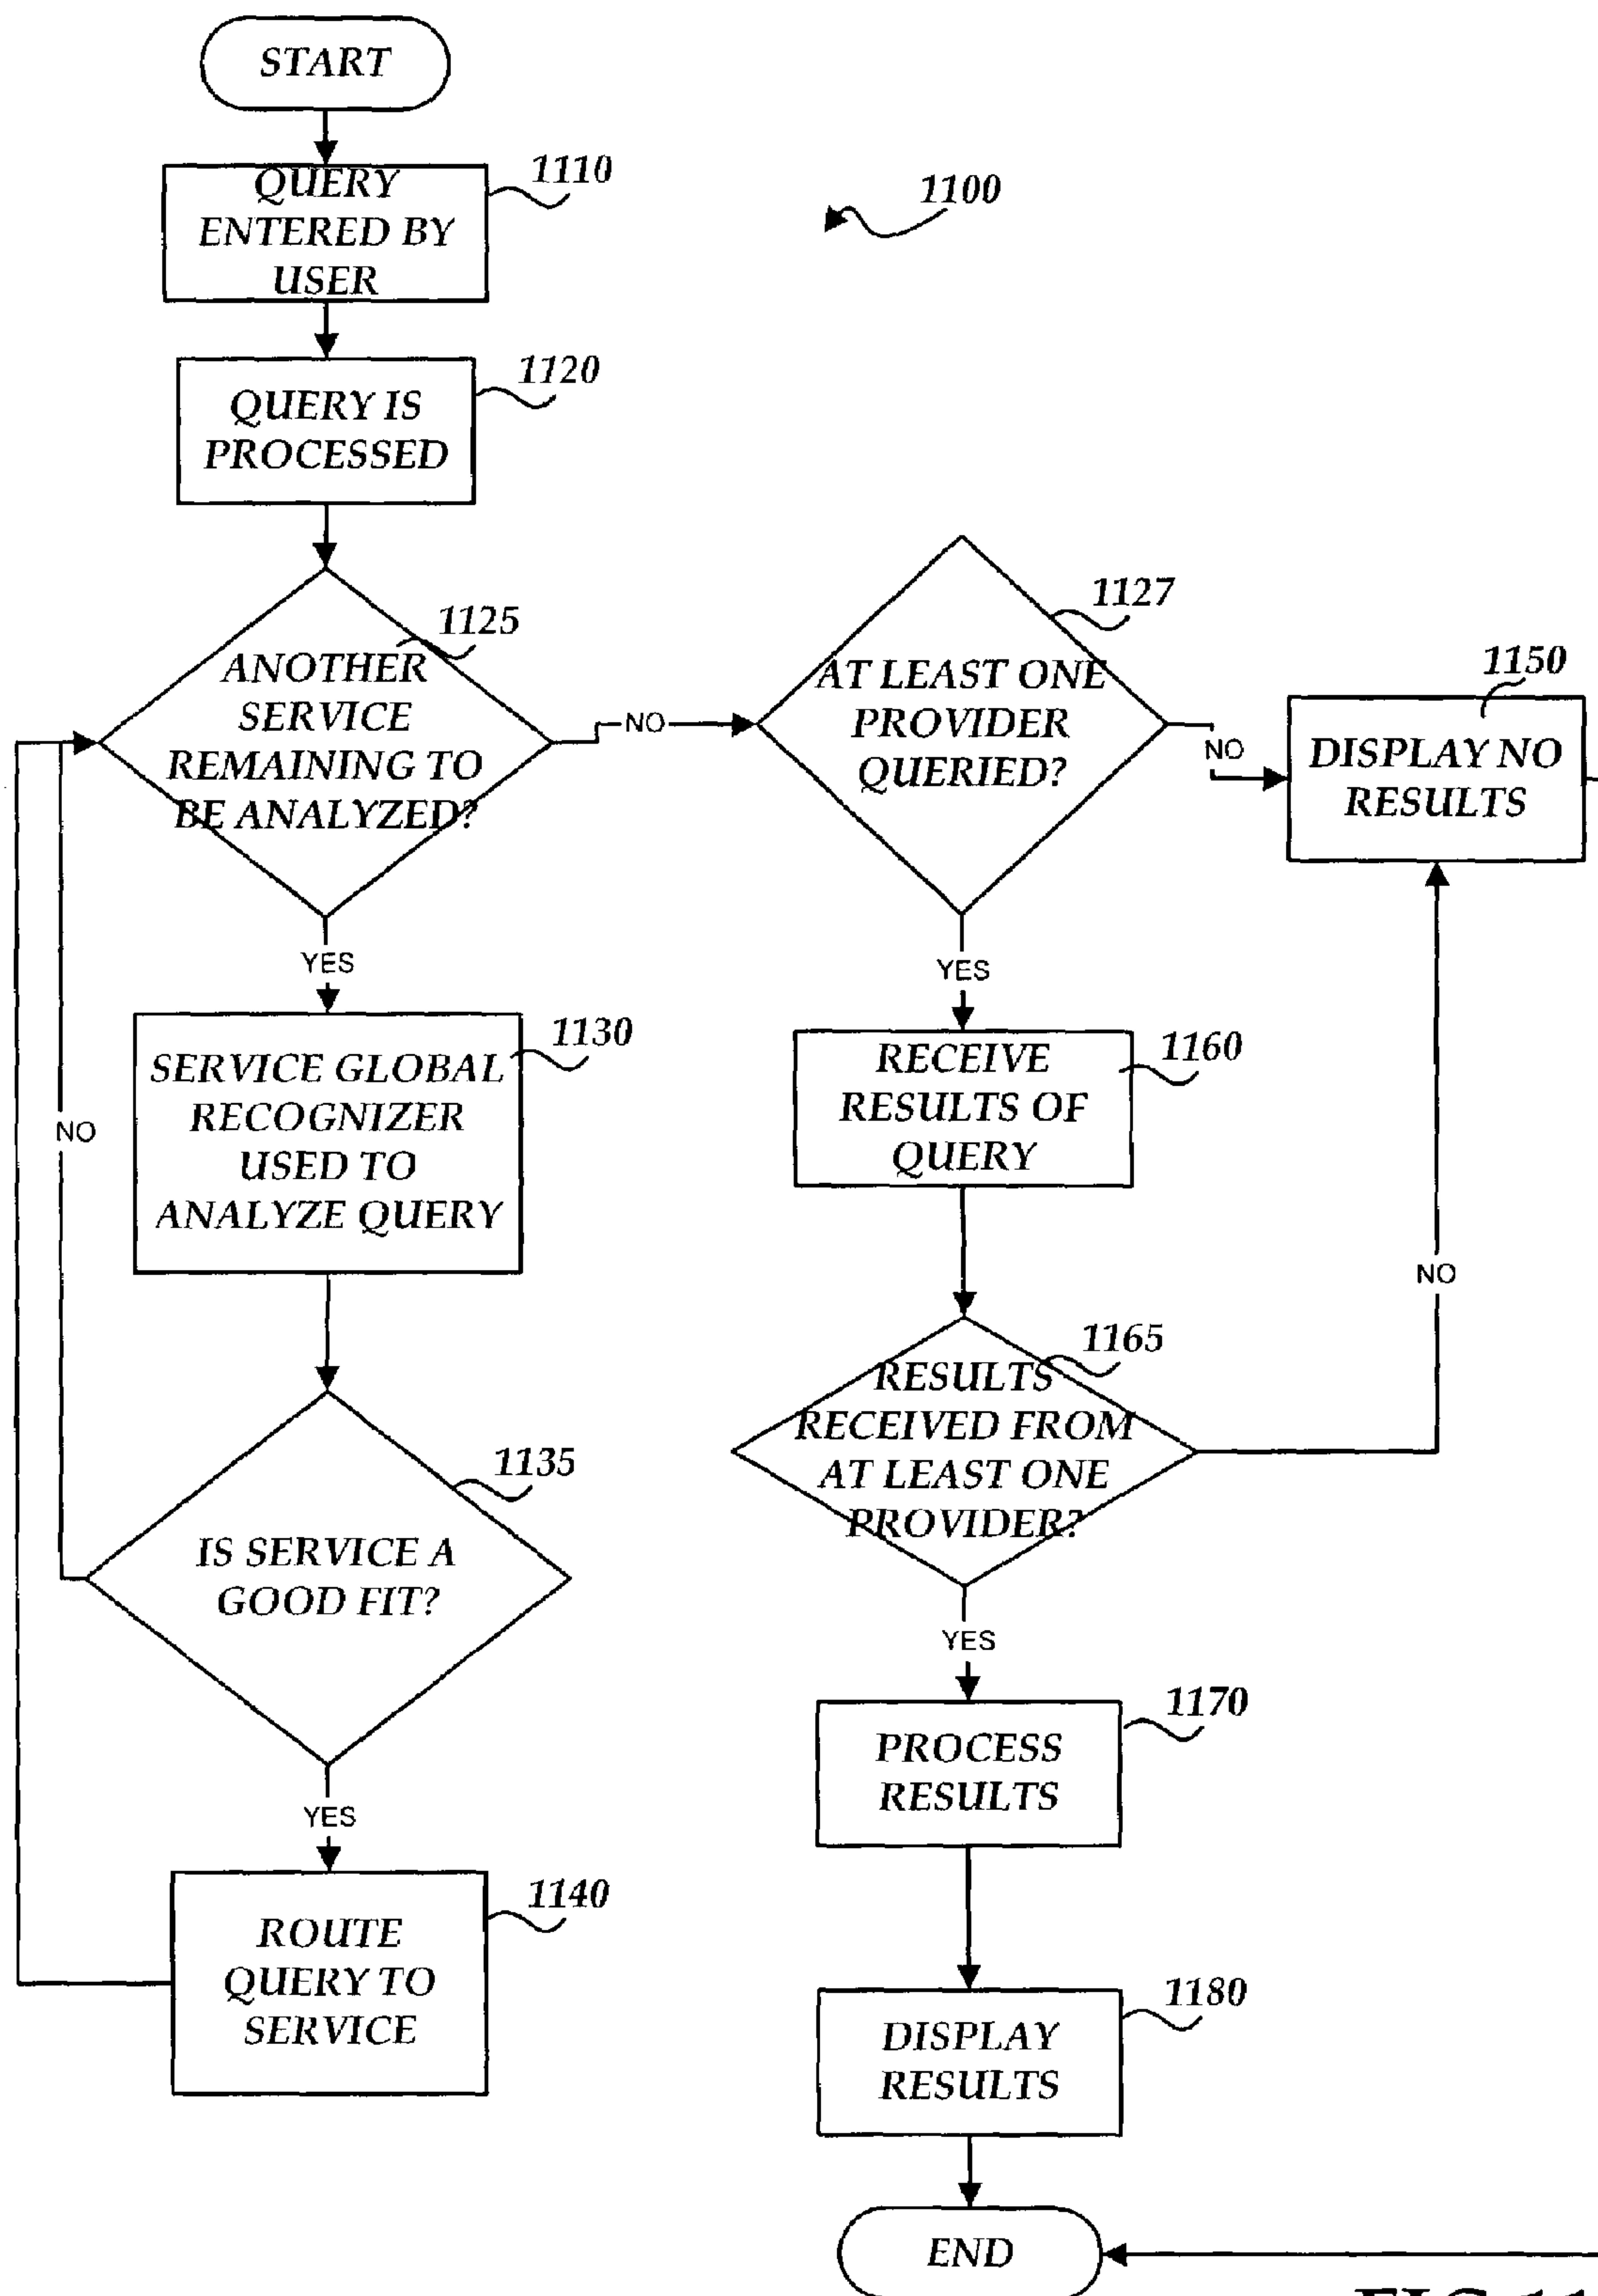 START
1110
QUERY
ENTERED BY
USER
1100
1120
QUERY IS
PROCESSED
1125
ANOTHER
SERVICE
REMAINING TO
BE ANALYZED?
NO
1127
AT LEAST ONE
PROVIDER
QUERIED?
NO
1150
DISPLAY NO
RESULTS
YES
1130
SERVICE GLOBAL
RECOGNIZER
USED TO
ANALYZE QUERY
NO
YES
1160
RECEIVE
RESULTS OF
QUERY
NO
1165
RESULTS
RECEIVED FROM
AT LEAST ONE
PROVIDER?
1135
IS SERVICE A
GOOD FIT?
YES
1170
PROCESS
RESULTS
YES
1140
ROUTE
QUERY TO
SERVICE
1180
DISPLAY
RESULTS
END